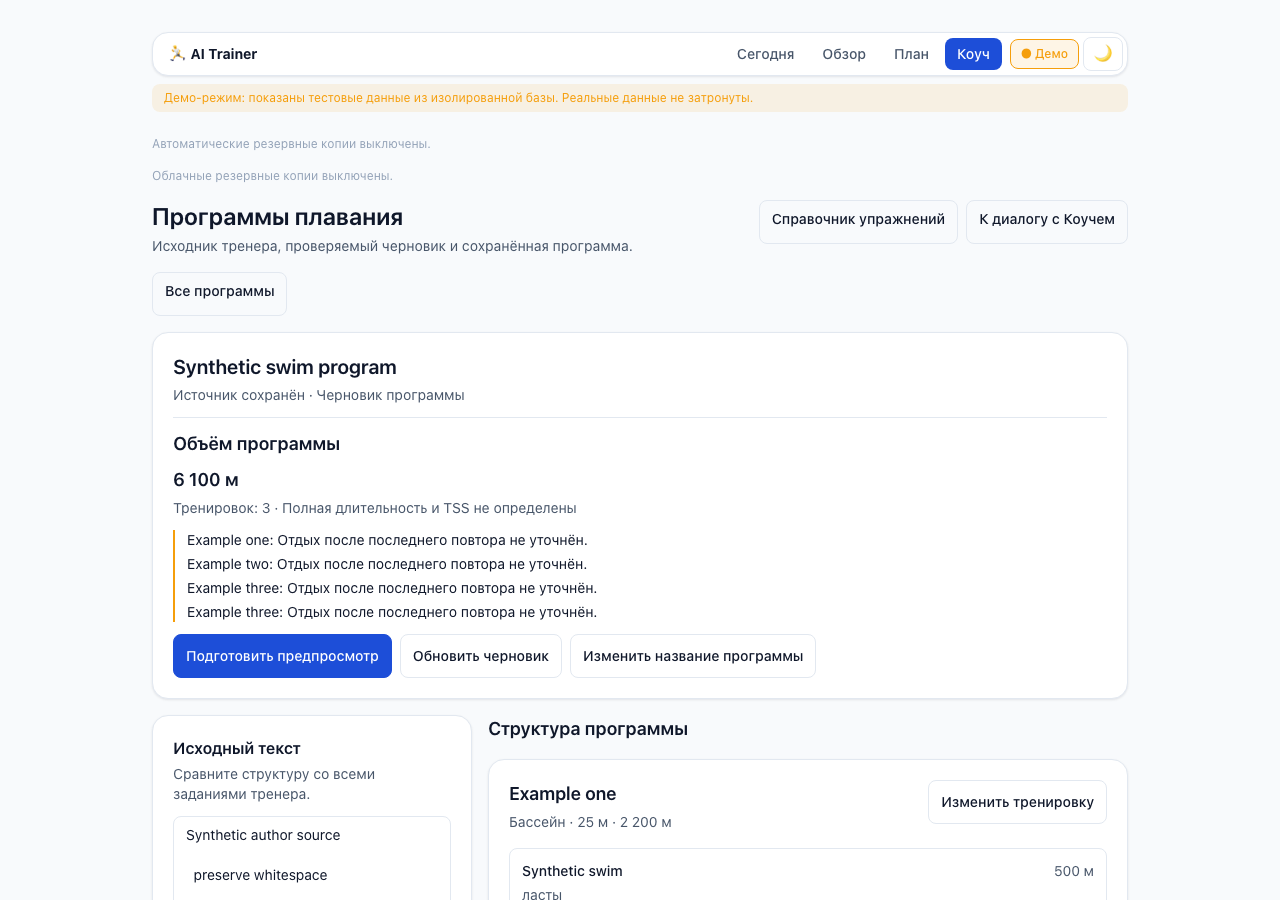 AI Trainer
Сегодня
Обзор
План
Коуч
Демо
Демо-режим: показаны тестовые данные из изолированной базы. Реальные данные не затронуты.
Автоматические резервные копии выключены.
Облачные резервные копии выключены.
Программы плавания
Исходник тренера, проверяемый черновик и сохранённая программа.
Справочник упражнений
К диалогу с Коучем
Все программы
Synthetic swim program
Источник сохранён · Черновик программы
Объём программы
6 100 м
Тренировок: 3 · Полная длительность и TSS не определены
Example one: Отдых после последнего повтора не уточнён.
Example two: Отдых после последнего повтора не уточнён.
Example three: Отдых после последнего повтора не уточнён.
Example three: Отдых после последнего повтора не уточнён.
Подготовить предпросмотр
Обновить черновик
Изменить название программы
Исходный текст
Сравните структуру со всеми
заданиями тренера.
Synthetic author source
preserve whitespace
Структура программы
Example one
Бассейн · 25 м · 2 200 м
Изменить тренировку
Synthetic swim
500 м
ласты